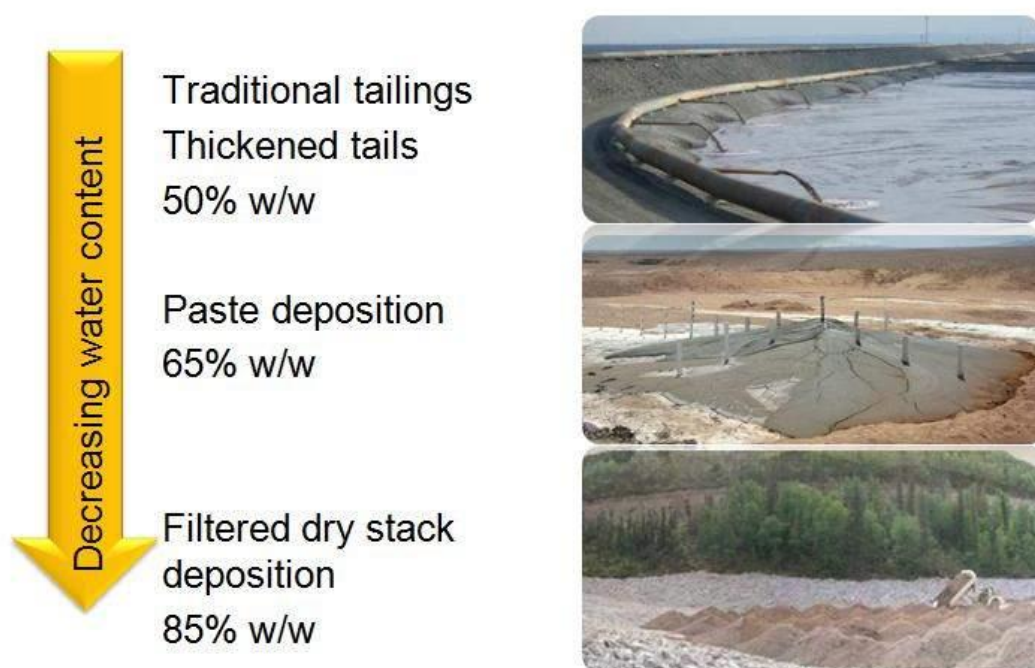 Decreasing water content
Traditional tailings
Thickened tails
50% w/w
Paste deposition
65% w/w
Filtered dry stack
deposition
85% w/w